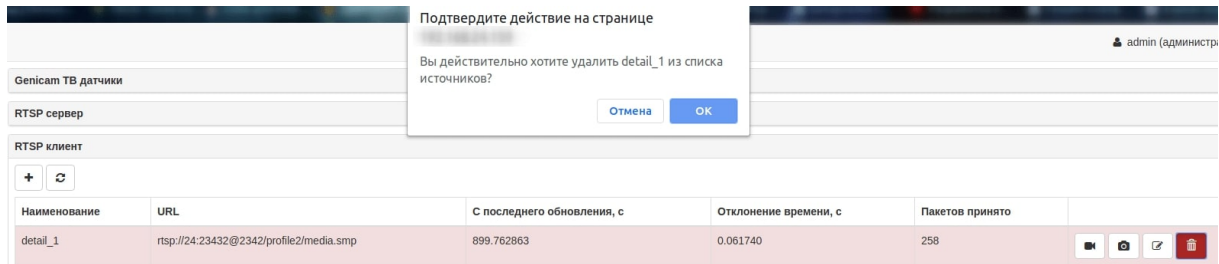 Подтвердите действие на странице
Вы действительно хотите удалить detail_1 из списка
источников?
Отмена OK
admin (администра
Genicam ТВ датчики
RTSP сервер
RTSP клиент
Наименование URL С последнего обновления, с Отклонение времени, с Пакетов принято
detail_1 rtsp://24:23432@2342/profile2/media.smp 899.762863 0.061740 258